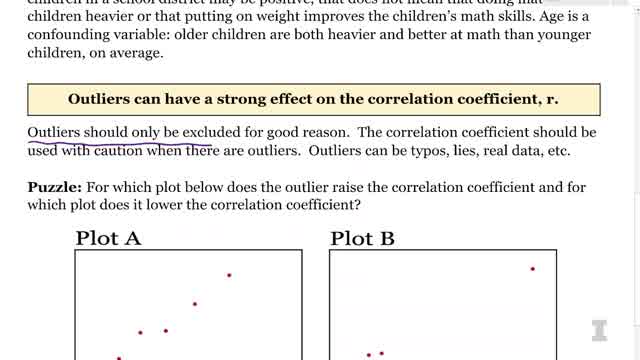 children in a school district may be positive, that does not mean that doing math
children heavier or that putting on weight improves the children's math skills. Age is a
confounding variable: older children are both heavier and better at math than younger
children, on average.
Outliers can have a strong effect on the correlation coefficient, r.
Outliers should only be excluded for good reason. The correlation coefficient should be
used with caution when there are outliers. Outliers can be typos, lies, real data, etc.
Puzzle: For which plot below does the outlier raise the correlation coefficient and for
which plot does it lower the correlation coefficient?
Plot A
Plot B
I